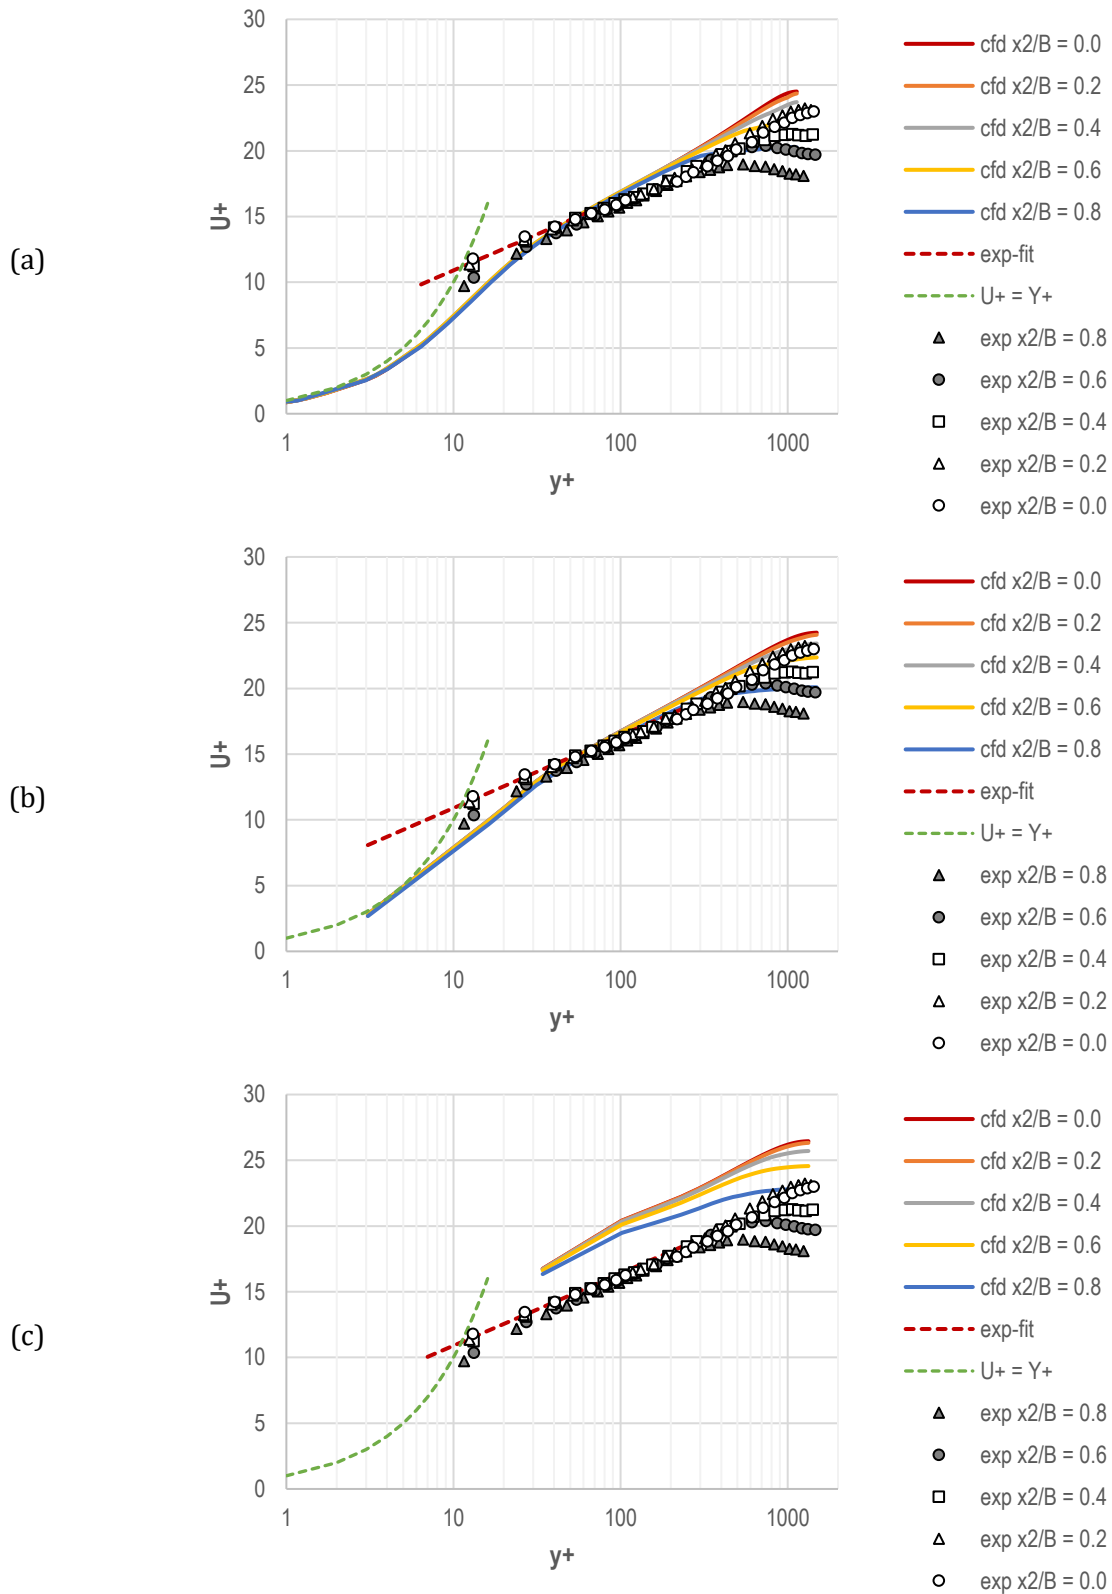 (a)
U+
30
25
20
15
10
5
0
1 10 100 1000
y+
cfd x2/B = 0.0
cfd x2/B = 0.2
cfd x2/B = 0.4
cfd x2/B = 0.6
cfd x2/B = 0.8
exp-fit
U+ = Y+
exp x2/B = 0.8
exp x2/B = 0.6
exp x2/B = 0.4
exp x2/B = 0.2
exp x2/B = 0.0
(b)
U+
30
25
20
15
10
5
0
1 10 100 1000
y+
cfd x2/B = 0.0
cfd x2/B = 0.2
cfd x2/B = 0.4
cfd x2/B = 0.6
cfd x2/B = 0.8
exp-fit
U+ = Y+
exp x2/B = 0.8
exp x2/B = 0.6
exp x2/B = 0.4
exp x2/B = 0.2
exp x2/B = 0.0
(c)
U+
30
25
20
15
10
5
0
1 10 100 1000
y+
cfd x2/B = 0.0
cfd x2/B = 0.2
cfd x2/B = 0.4
cfd x2/B = 0.6
cfd x2/B = 0.8
exp-fit
U+ = Y+
exp x2/B = 0.8
exp x2/B = 0.6
exp x2/B = 0.4
exp x2/B = 0.2
exp x2/B = 0.0